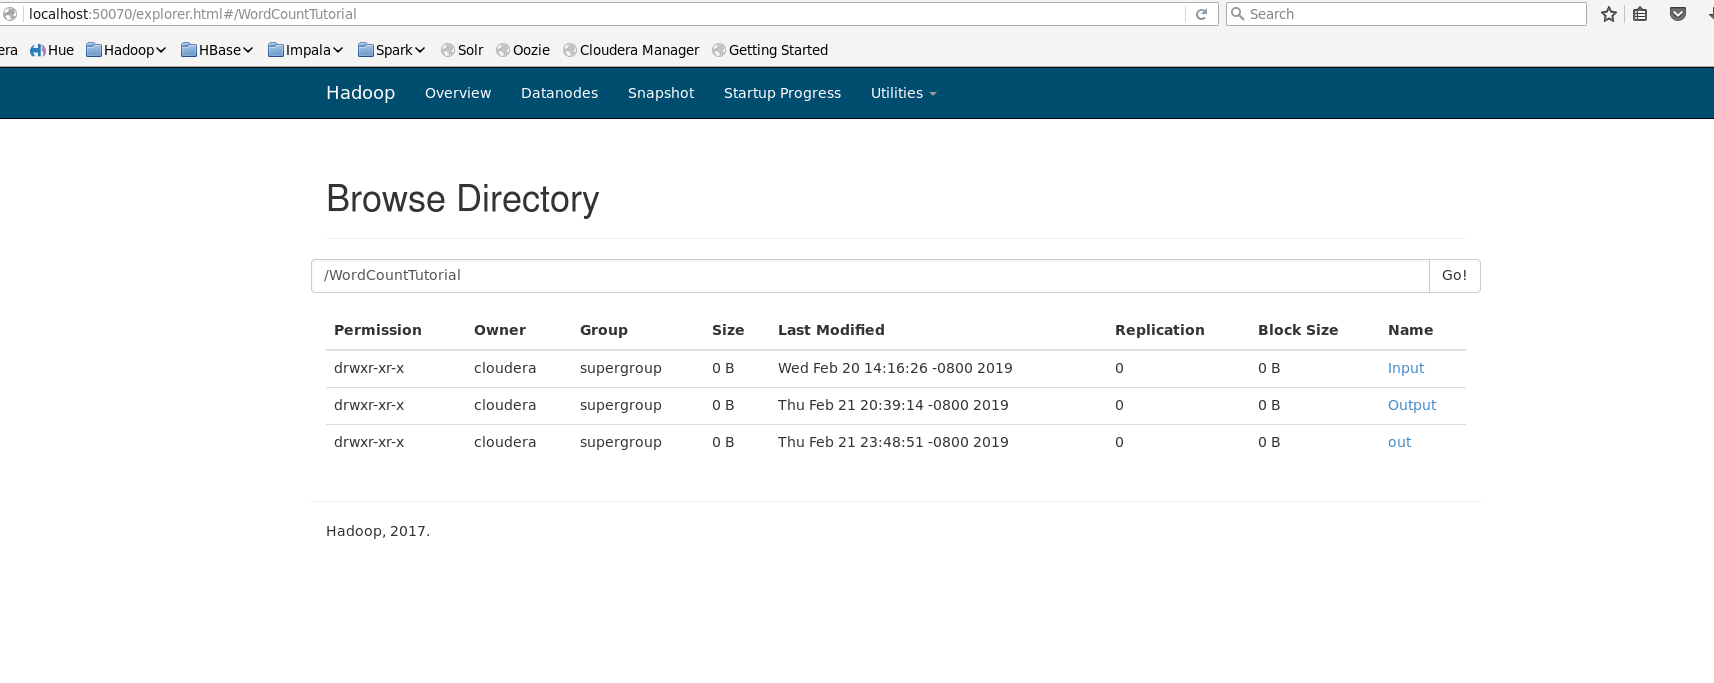 localhost:50070/explorer.html#/WordCountTutorial Search
era Hue Hadoop HBase Impala Spark Solr Oozie Cloudera Manager Getting Started
Hadoop Overview Datanodes Snapshot Startup Progress Utilities
Browse Directory
/WordCountTutorial Go!
Permission Owner Group Size Last Modified Replication Block Size Name
drwxr-xr-x cloudera supergroup 0 B Wed Feb 20 14:16:26 -0800 2019 0 0 B Input
drwxr-xr-x cloudera supergroup 0 B Thu Feb 21 20:39:14 -0800 2019 0 0 B Output
drwxr-xr-x cloudera supergroup 0 B Thu Feb 21 23:48:51 -0800 2019 0 0 B out
Hadoop, 2017.